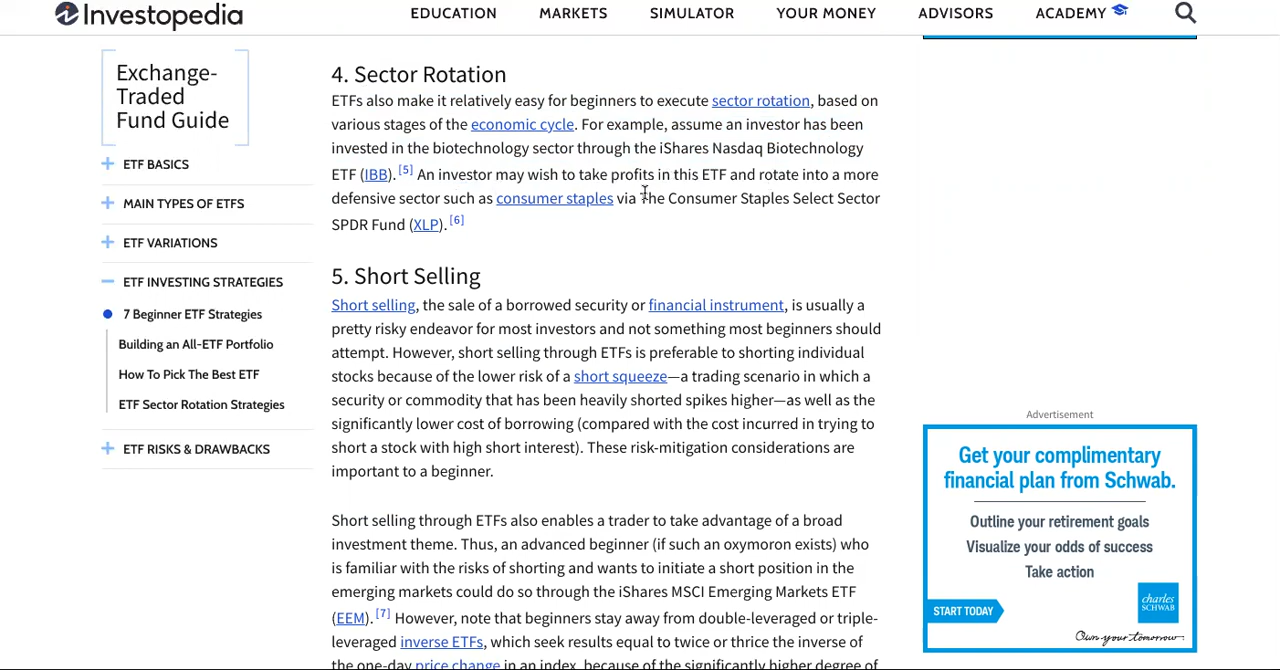 Investopedia
EDUCATION MARKETS SIMULATOR YOUR MONEY ADVISORS ACADEMY
Exchange-
Traded
Fund Guide
ETF BASICS
MAIN TYPES OF ETFS
ETF VARIATIONS
ETF INVESTING STRATEGIES
7 Beginner ETF Strategies
Building an All-ETF Portfolio
How To Pick The Best ETF
ETF Sector Rotation Strategies
ETF RISKS & DRAWBACKS
4. Sector Rotation
ETFs also make it relatively easy for beginners to execute sector rotation, based on
various stages of the economic cycle. For example, assume an investor has been
invested in the biotechnology sector through the iShares Nasdaq Biotechnology
ETF (IBB). [5] An investor may wish to take profits in this ETF and rotate into a more
defensive sector such as consumer staples via The Consumer Staples Select Sector
SPDR Fund (XLP). [6]
5. Short Selling
Short selling, the sale of a borrowed security or financial instrument, is usually a
pretty risky endeavor for most investors and not something most beginners should
attempt. However, short selling through ETFs is preferable to shorting individual
stocks because of the lower risk of a short squeeze—a trading scenario in which a
security or commodity that has been heavily shorted spikes higher—as well as the
significantly lower cost of borrowing (compared with the cost incurred in trying to
short a stock with high short interest). These risk-mitigation considerations are
important to a beginner.
Short selling through ETFs also enables a trader to take advantage of a broad
investment theme. Thus, an advanced beginner (if such an oxymoron exists) who
is familiar with the risks of shorting and wants to initiate a short position in the
emerging markets could do so through the iShares MSCI Emerging Markets ETF
(EEM). [7] However, note that beginners stay away from double-leveraged or triple-
leveraged inverse ETFs, which seek results equal to twice or thrice the inverse of
the one-day price change in an index, because of the significantly higher degree of
Advertisement
Get your complimentary
financial plan from Schwab.
Outline your retirement goals
Visualize your odds of success
Take action
START TODAY
charles
SCHWAB
Own your tomorrow.